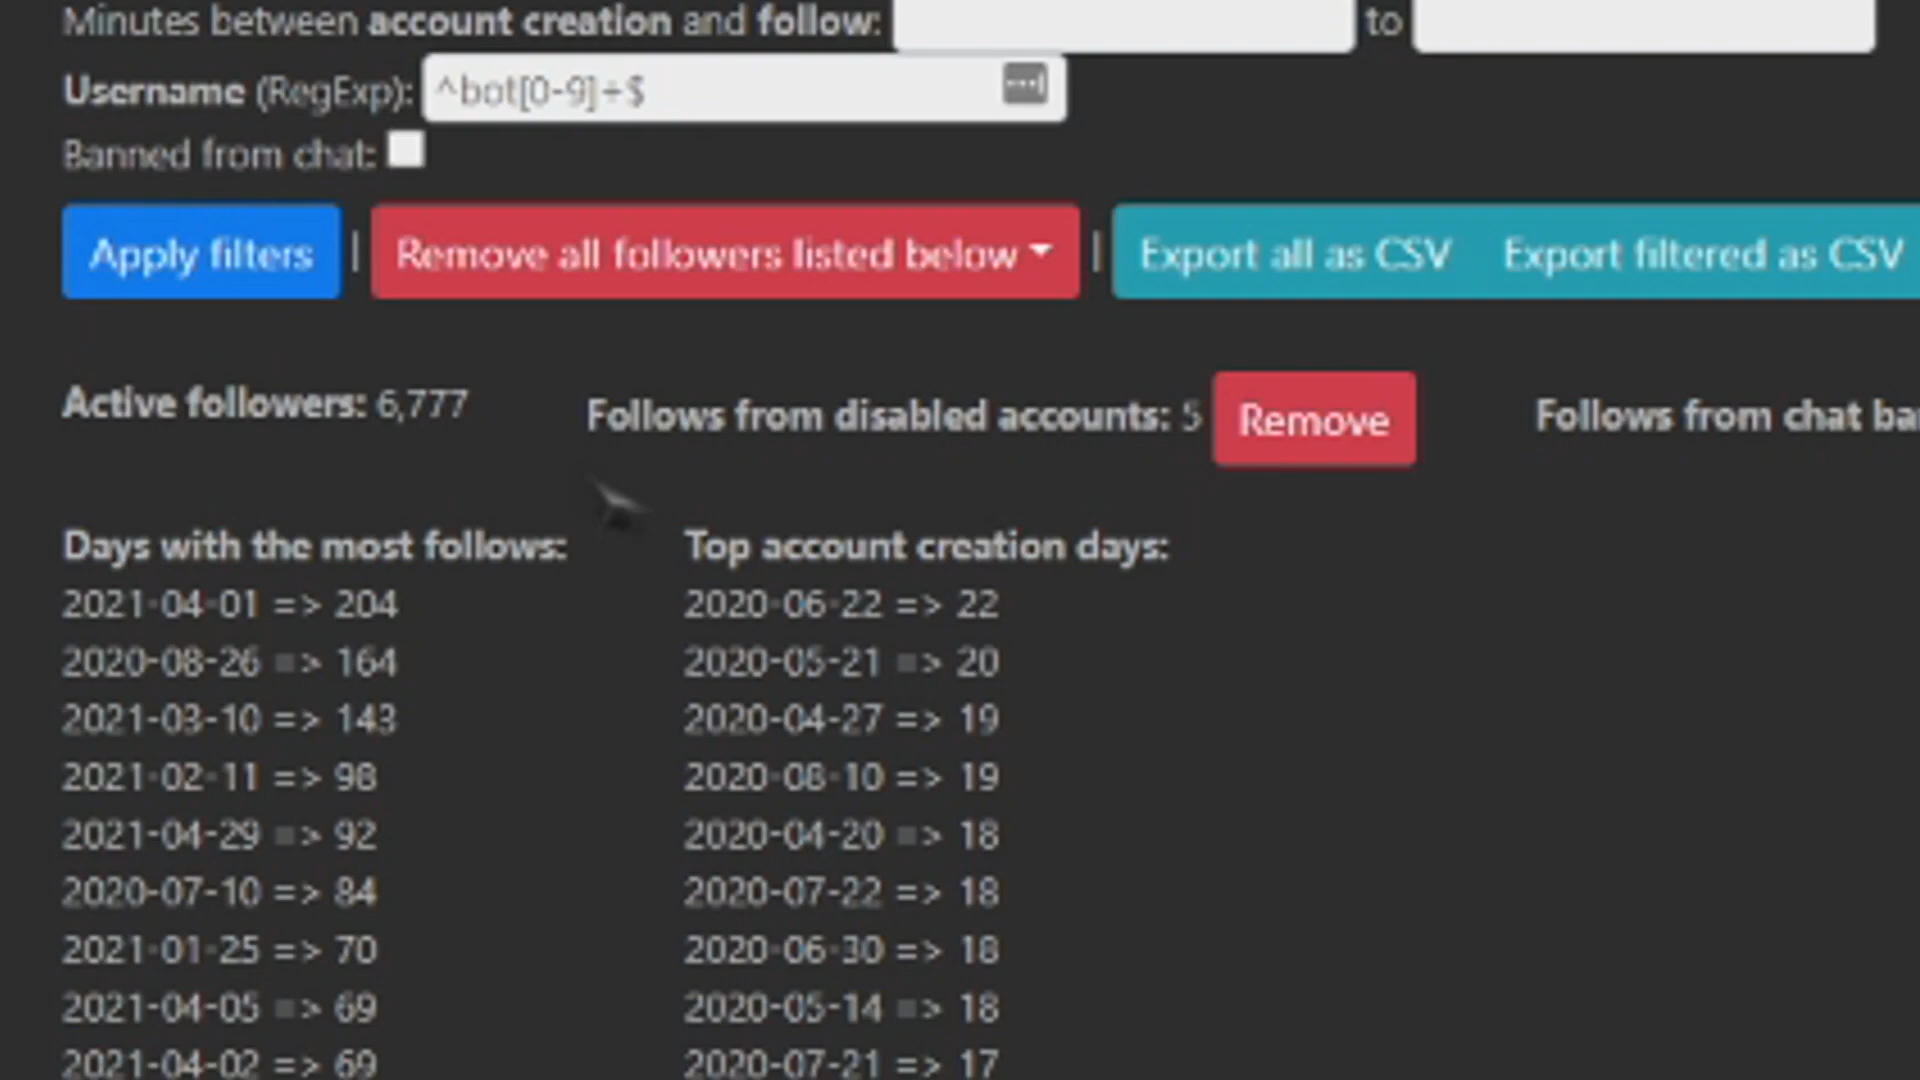 Minutes between account creation and follow: to
Username (RegExp): ^bot[0-9]+$
Banned from chat:
Apply filters | Remove all followers listed below | Export all as CSV Export filtered as CSV
Active followers: 6,777 Follows from disabled accounts: 5 Remove Follows from chat ba
Days with the most follows: Top account creation days:
2021-04-01 => 204 2020-06-22 => 22
2020-08-26 => 164 2020-05-21 => 20
2021-03-10 => 143 2020-04-27 => 19
2021-02-11 => 98 2020-08-10 => 19
2021-04-29 => 92 2020-04-20 => 18
2020-07-10 => 84 2020-07-22 => 18
2021-01-25 => 70 2020-06-30 => 18
2021-04-05 => 69 2020-05-14 => 18
2021-04-02 => 69 2020-07-21 => 17